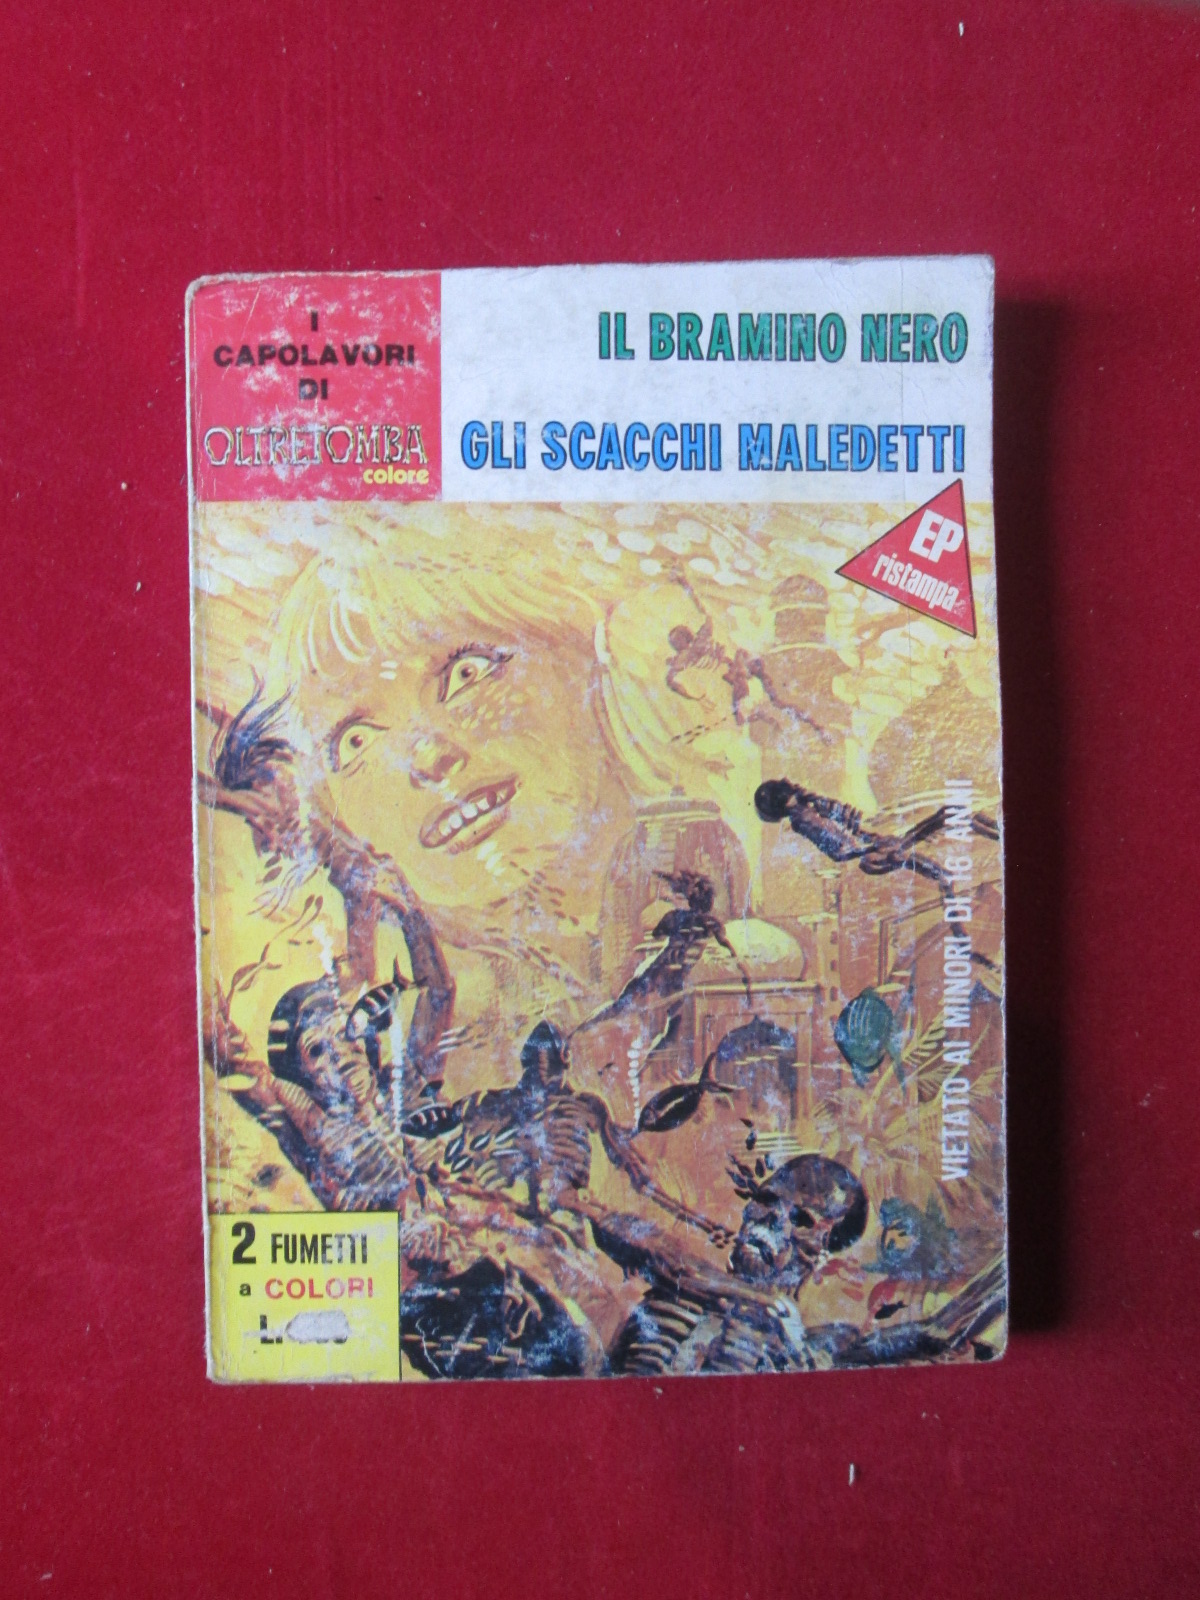 I
CAPOLAVORI
DI
OLTRETOMBA
colore
IL BRAMINO NERO
GLI SCACCHI MALEDETTI
EP
ristampa
VIETATO AI MINORI DI 16 ANNI
2 FUMETTI
a COLORI
L.